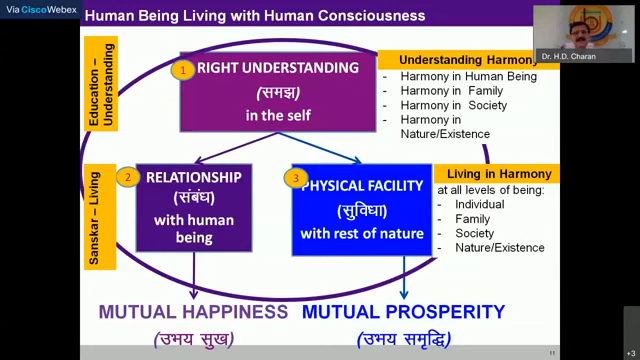 Via CiscoWebex
Human Being Living with Human Consciousness
Dr. H.D. Charan
Education –
Understanding
1
RIGHT UNDERSTANDING
(समझ)
in the self
Understanding Harmony
- Harmony in Human Being
- Harmony in Family
- Harmony in Society
- Harmony in
Nature/Existence
Sanskar – Living
2
RELATIONSHIP
(संबंध)
with human
being
3
PHYSICAL FACILITY
(सुविधा)
with rest of nature
Living in Harmony
at all levels of being:
- Individual
- Family
- Society
- Nature/Existence
MUTUAL HAPPINESS
(उभय सुख)
MUTUAL PROSPERITY
(उभय समृद्धि)
11
+3